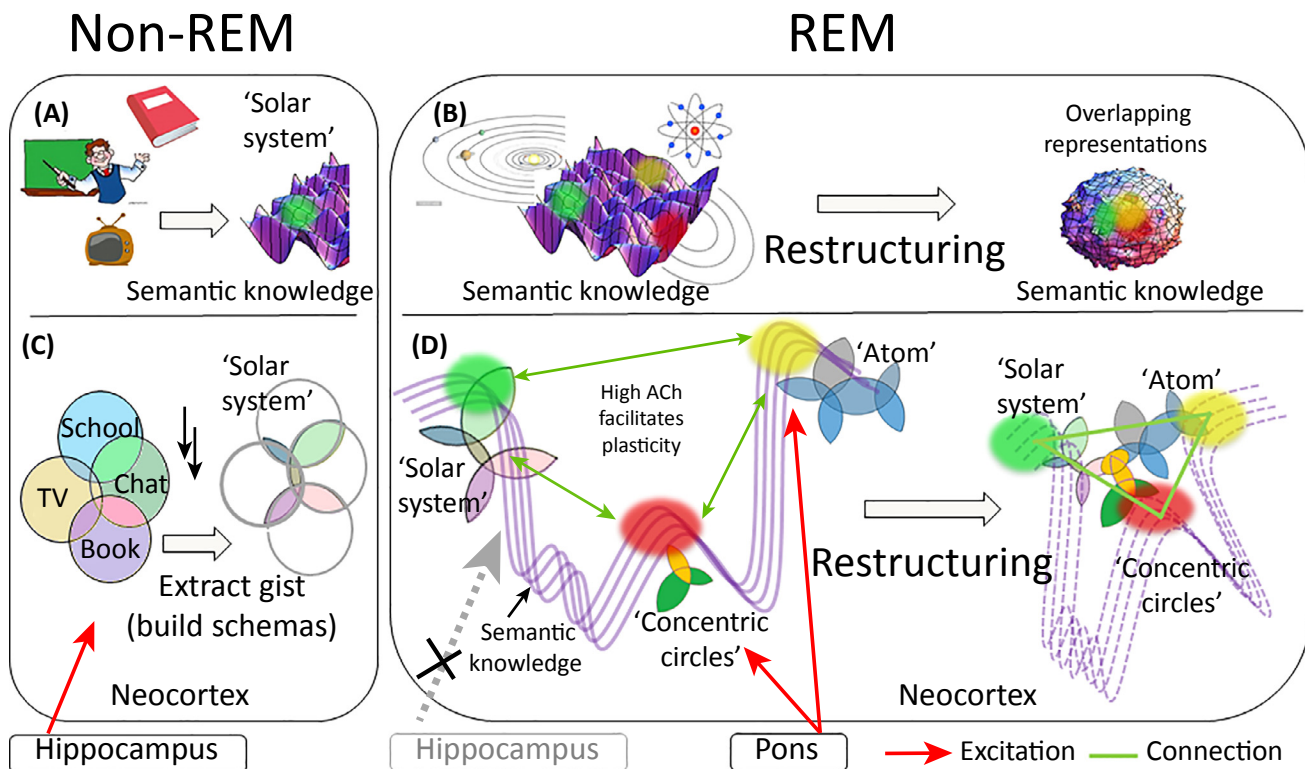 Non-REM
REM
(A)
'Solar
system'
Semantic knowledge
(B)
Overlapping
representations
Restructuring
Semantic knowledge
Semantic knowledge
(C)
School
TV
Chat
Book
'Solar
system'
Extract gist
(build schemas)
Neocortex
Hippocampus
(D)
'Solar
system'
High ACh
facilitates
plasticity
'Atom'
Semantic
knowledge
'Concentric
circles'
Restructuring
'Solar
system'
'Atom'
'Concentric
circles'
Neocortex
Hippocampus
Pons
Excitation
Connection